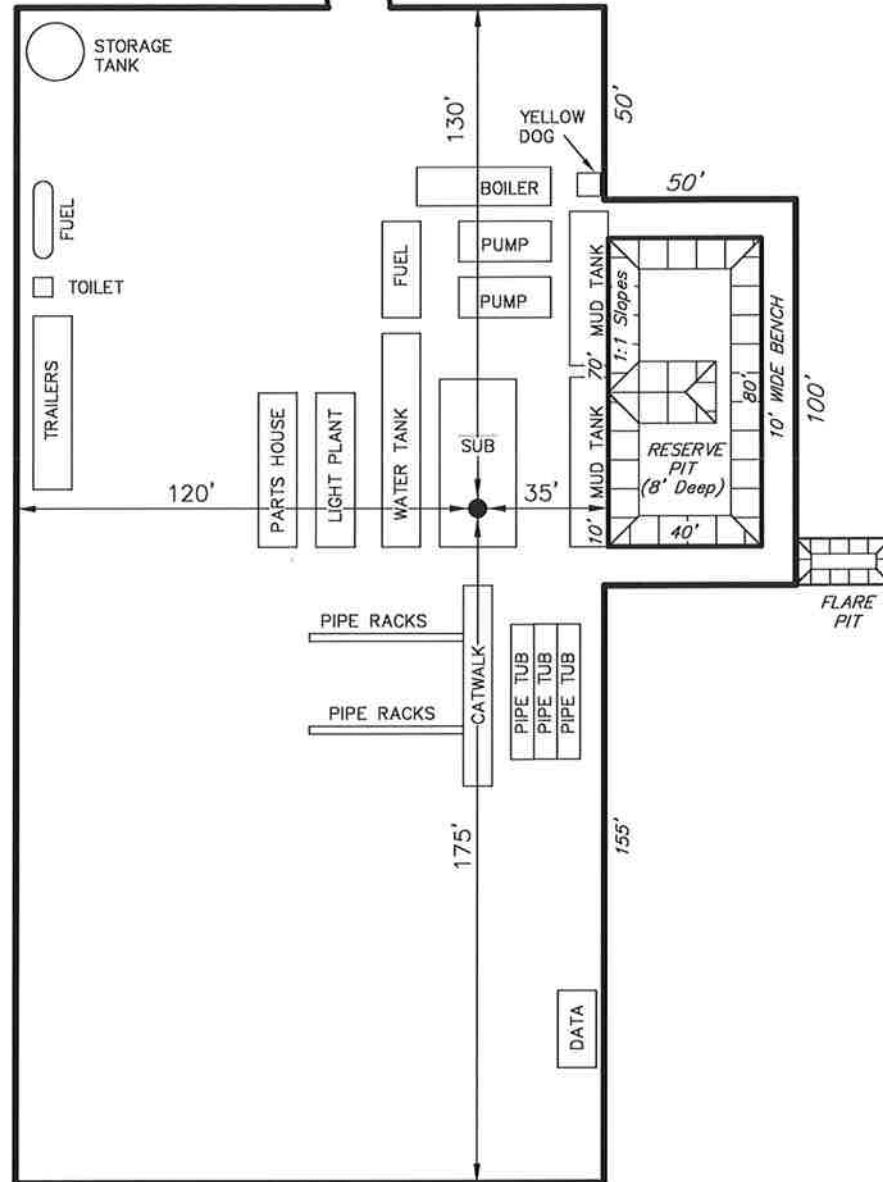 STORAGE
TANK
130'
50'
YELLOW
DOG
50'
BOILER
FUEL
FUEL
PUMP
TOILET
PUMP
MUD TANK
1:1 Slopes
70'
80'
10' WIDE BENCH
100'
TRAILERS
PARTS HOUSE
LIGHT PLANT
WATER TANK
SUB
MUD TANK
RESERVE
PIT
(8' Deep)
120'
35'
10'
40'
FLARE
PIT
PIPE RACKS
CATWALK
PIPE TUB
PIPE TUB
PIPE TUB
PIPE RACKS
175'
155'
DATA